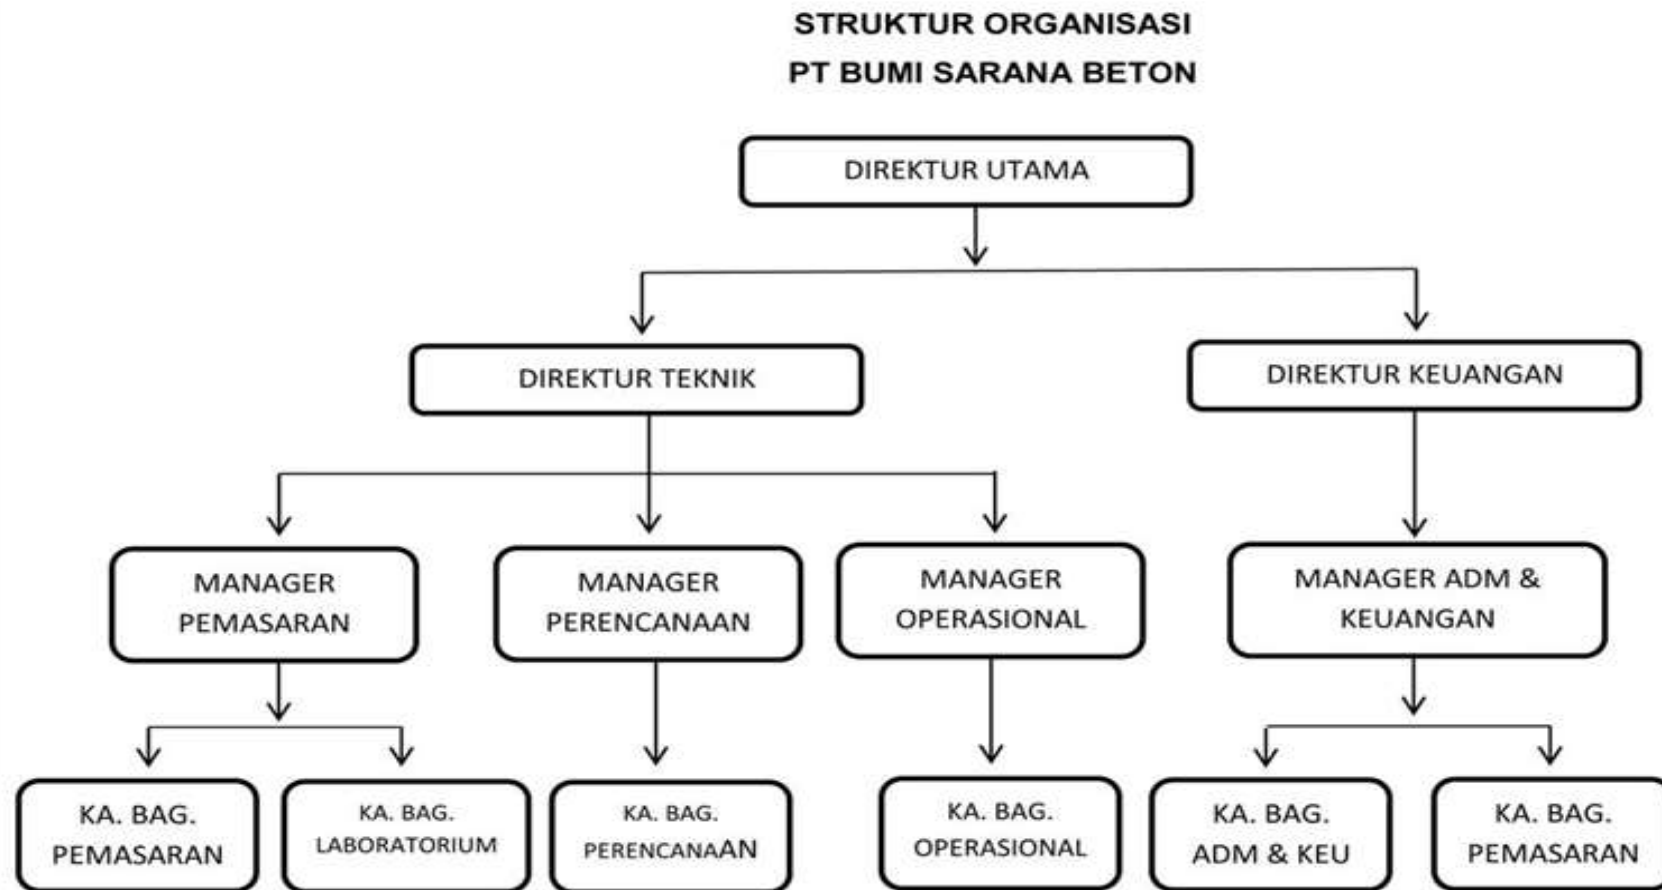 STRUKTUR ORGANISASI
PT BUMI SARANA BETON
DIREKTUR UTAMA
DIREKTUR TEKNIK
DIREKTUR KEUANGAN
MANAGER
PEMASARAN
MANAGER
PERENCANAAN
MANAGER
OPERASIONAL
MANAGER ADM &
KEUANGAN
KA. BAG.
PEMASARAN
KA. BAG.
LABORATORIUM
KA. BAG.
PERENCANAAN
KA. BAG.
OPERASIONAL
KA. BAG.
ADM & KEU
KA. BAG.
PEMASARAN